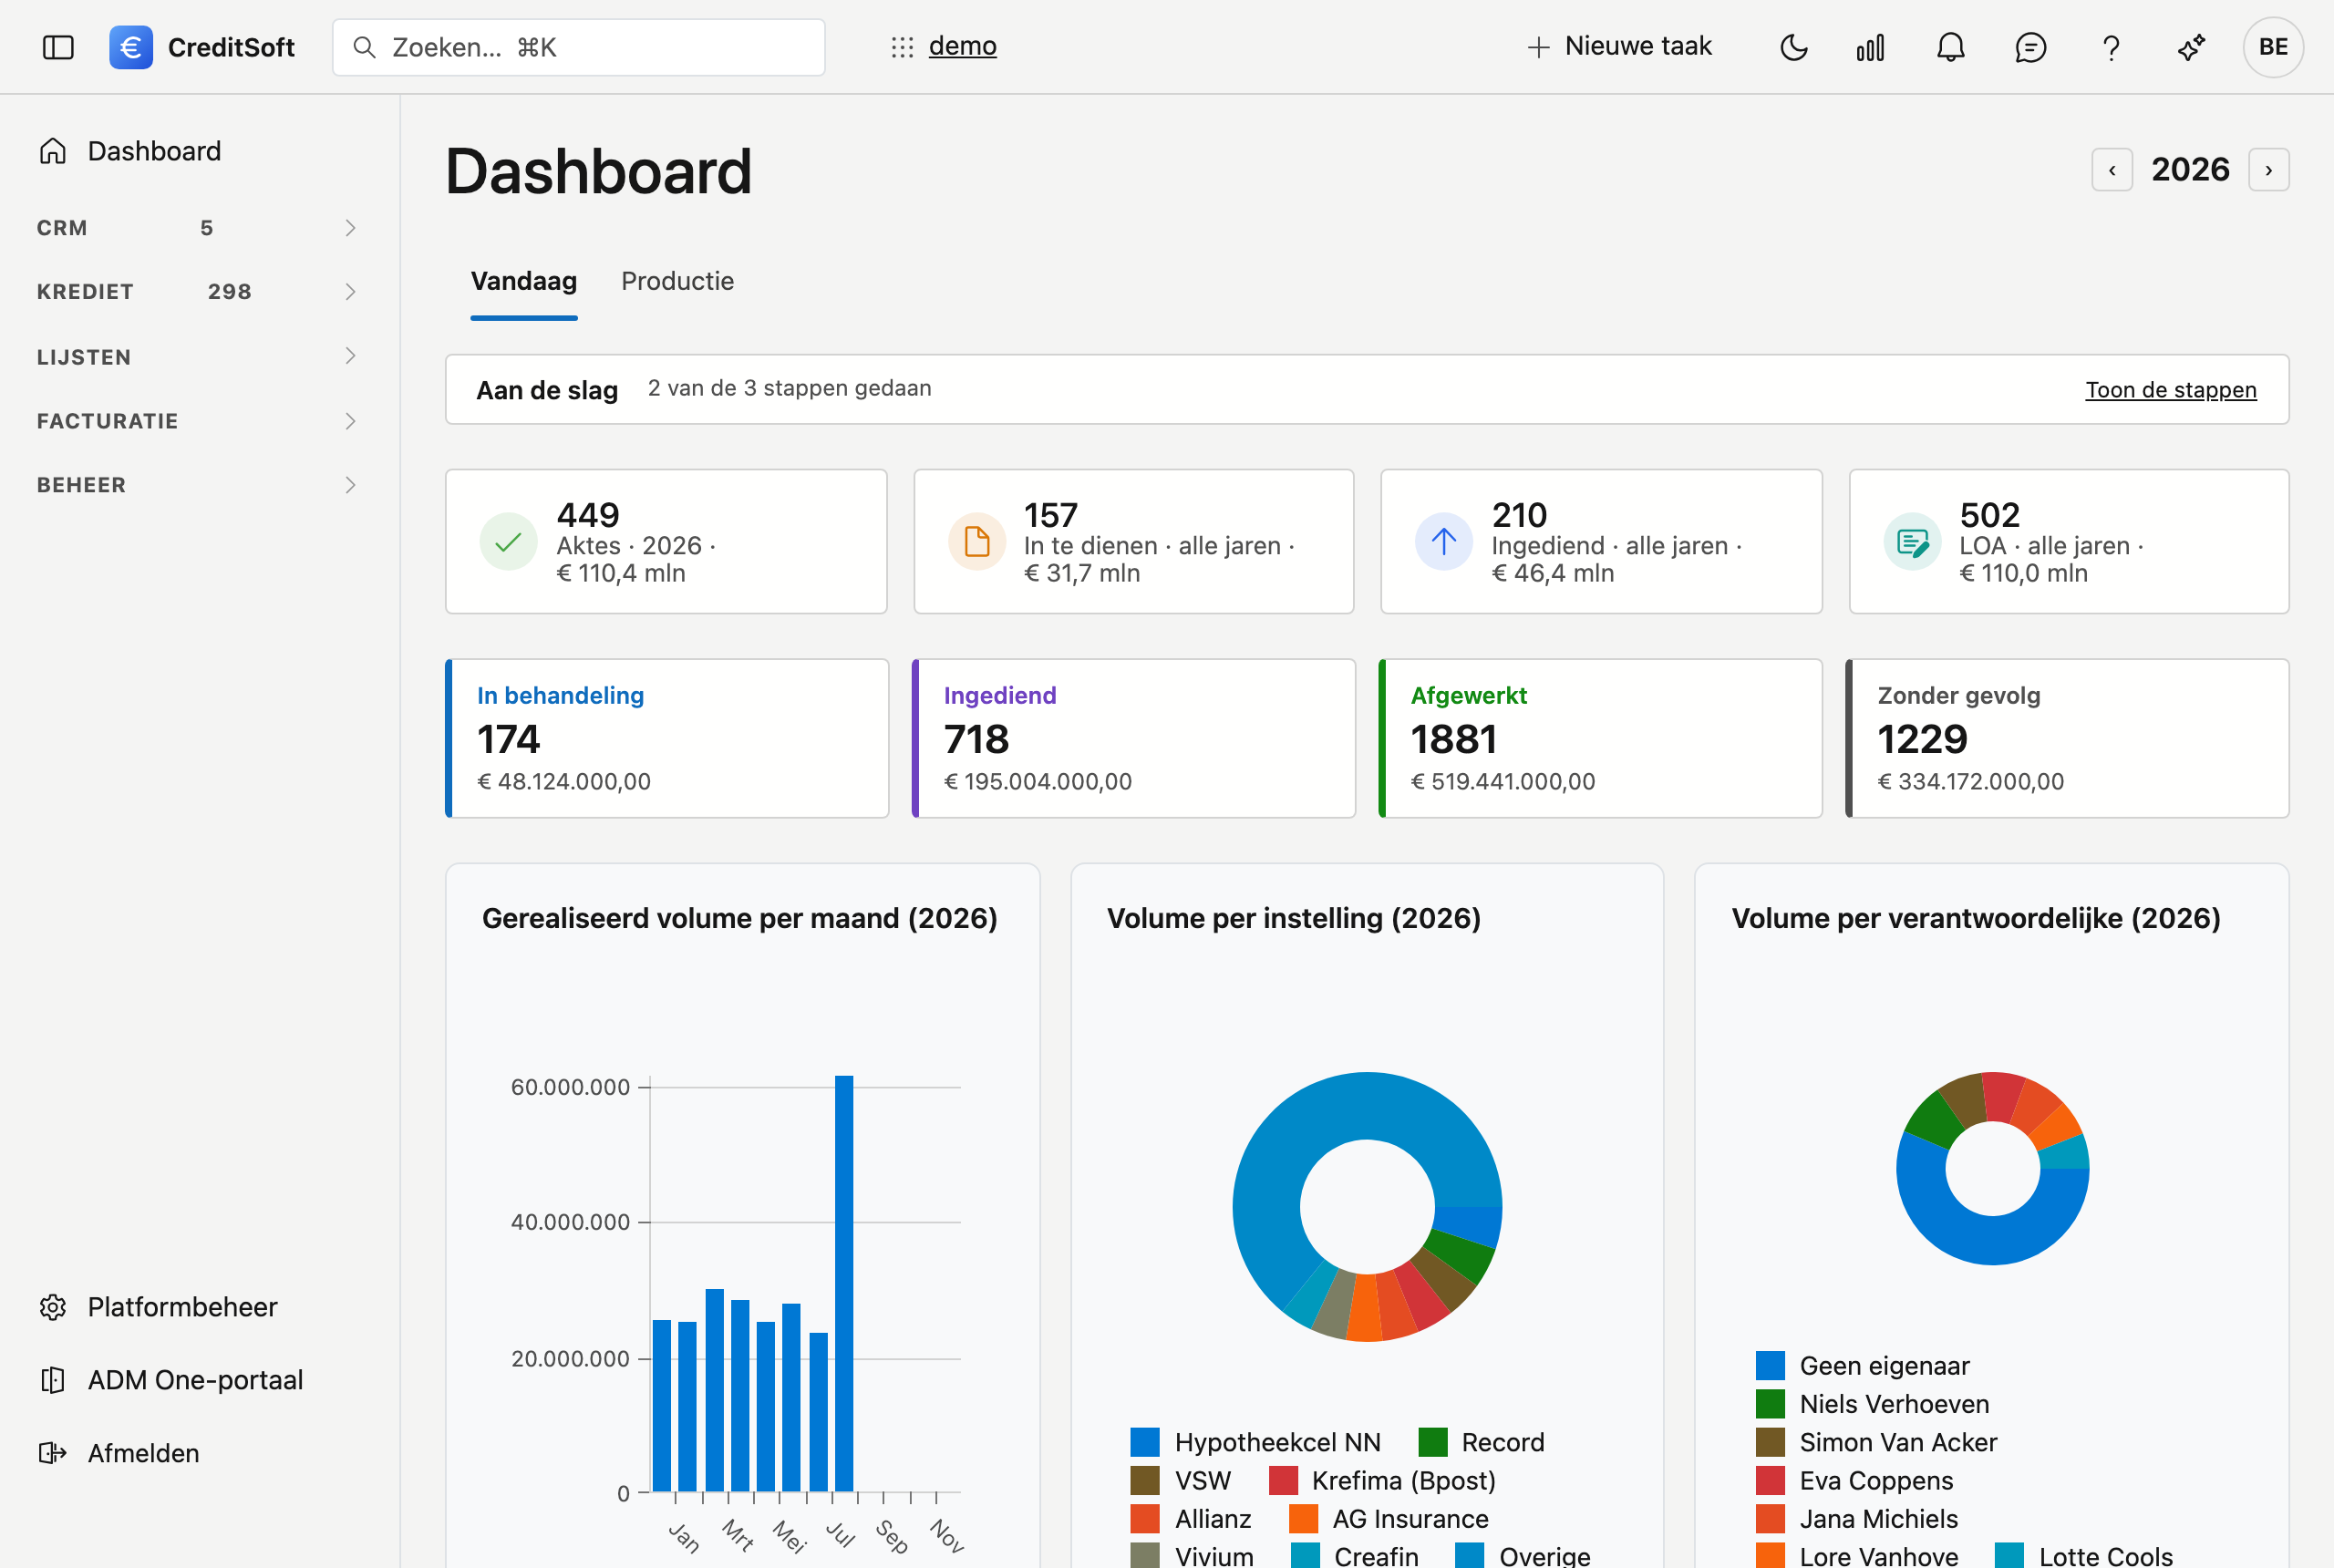 CreditSoft
Zoeken... ⌘K
demo
Nieuwe taak
BE
Dashboard
CRM 5
KREDIET 298
LIJSTEN
FACTURATIE
BEHEER
Platformbeheer
ADM One-portaal
Afmelden
Dashboard
‹ 2026 ›
Vandaag Productie
Aan de slag 2 van de 3 stappen gedaan Toon de stappen
449
Aktes · 2026 ·
€ 110,4 mln
157
In te dienen · alle jaren ·
€ 31,7 mln
210
Ingediend · alle jaren ·
€ 46,4 mln
502
LOA · alle jaren ·
€ 110,0 mln
In behandeling
174
€ 48.124.000,00
Ingediend
718
€ 195.004.000,00
Afgewerkt
1881
€ 519.441.000,00
Zonder gevolg
1229
€ 334.172.000,00
Gerealiseerd volume per maand (2026)
60.000.000
40.000.000
20.000.000
0
Jan Mrt Mei Jul Sep Nov
Volume per instelling (2026)
Hypotheekcel NN Record
VSW Krefima (Bpost)
Allianz AG Insurance
Vivium Creafin Overige
Volume per verantwoordelijke (2026)
Geen eigenaar
Niels Verhoeven
Simon Van Acker
Eva Coppens
Jana Michiels
Lore Vanhove Lotte Cools